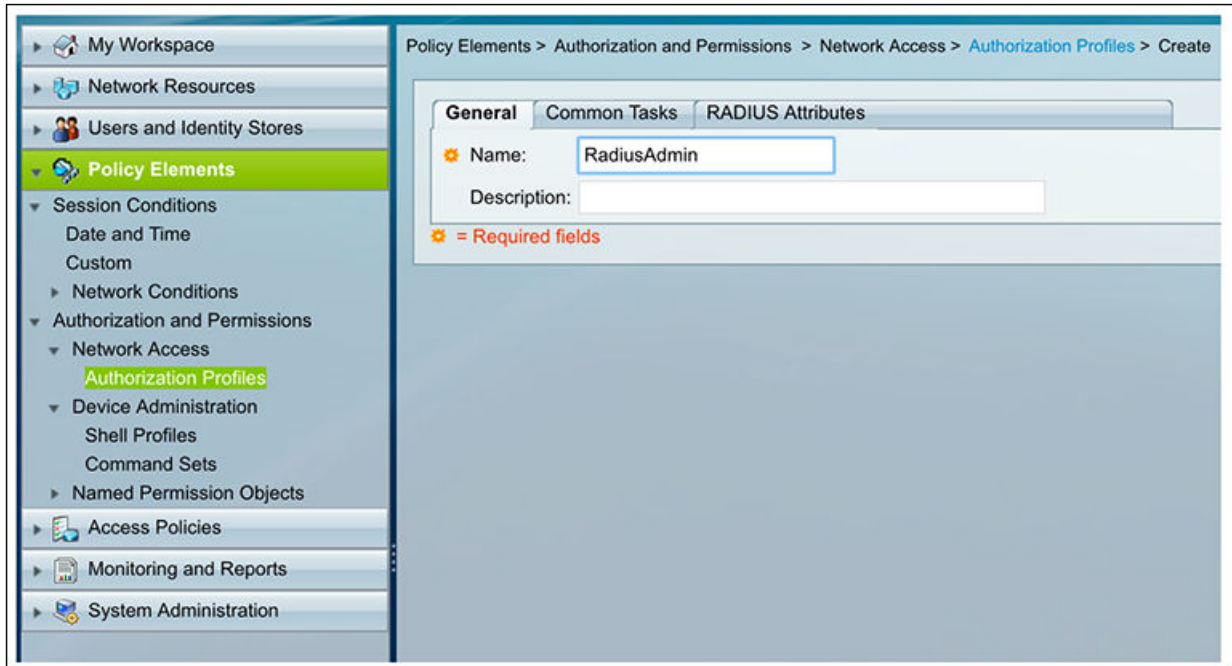 My Workspace
Network Resources
Users and Identity Stores
Policy Elements
Session Conditions
Date and Time
Custom
Network Conditions
Authorization and Permissions
Network Access
Authorization Profiles
Device Administration
Shell Profiles
Command Sets
Named Permission Objects
Access Policies
Monitoring and Reports
System Administration
Policy Elements > Authorization and Permissions > Network Access > Authorization Profiles > Create
General Common Tasks RADIUS Attributes
Name: RadiusAdmin
Description:
= Required fields